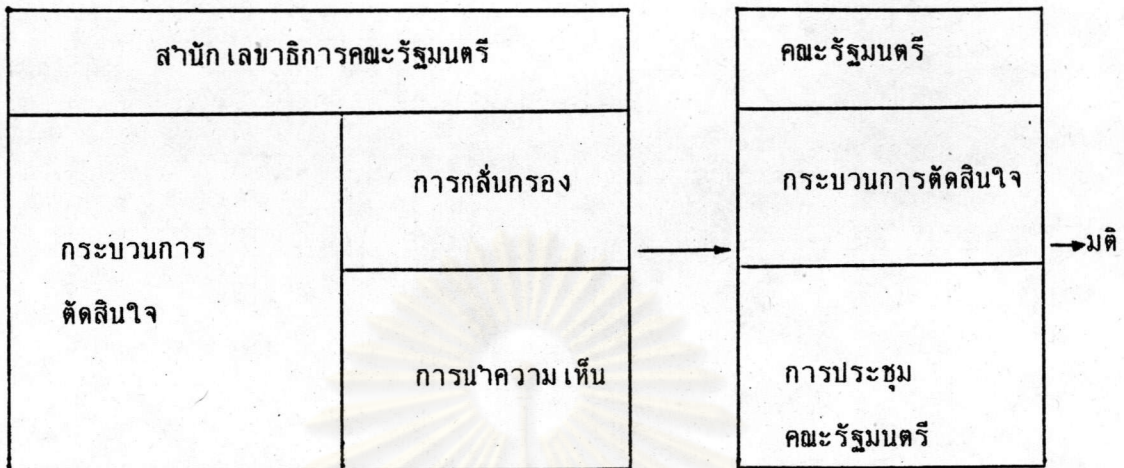 สำนักเลขาธิการคณะรัฐมนตรี
กระบวนการ
ตัดสินใจ
การกลั่นกรอง
การนำความเห็น
คณะรัฐมนตรี
กระบวนการตัดสินใจ
การประชุม
คณะรัฐมนตรี
มติ